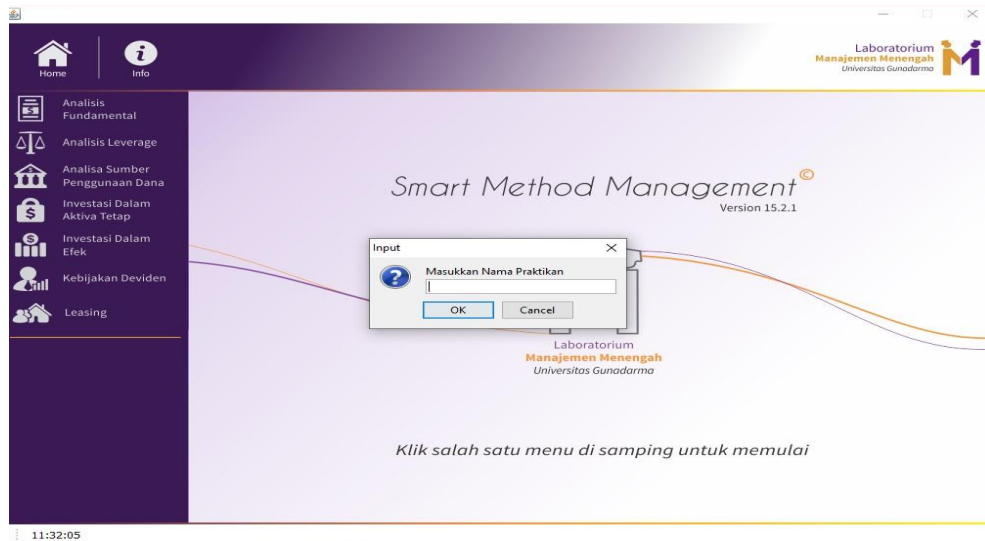 Home
Info
Laboratorium
Manajemen Menengah
Universitas Gunadarma
Analisis
Fundamental
Analisis Leverage
Analisa Sumber
Penggunaan Dana
Investasi Dalam
Aktiva Tetap
Investasi Dalam
Efek
Kebijakan Deviden
Leasing
Smart Method Management©
Version 15.2.1
Input
Masukkan Nama Praktikan
OK
Cancel
Laboratorium
Manajemen Menengah
Universitas Gunadarma
Klik salah satu menu di samping untuk memulai
11:32:05